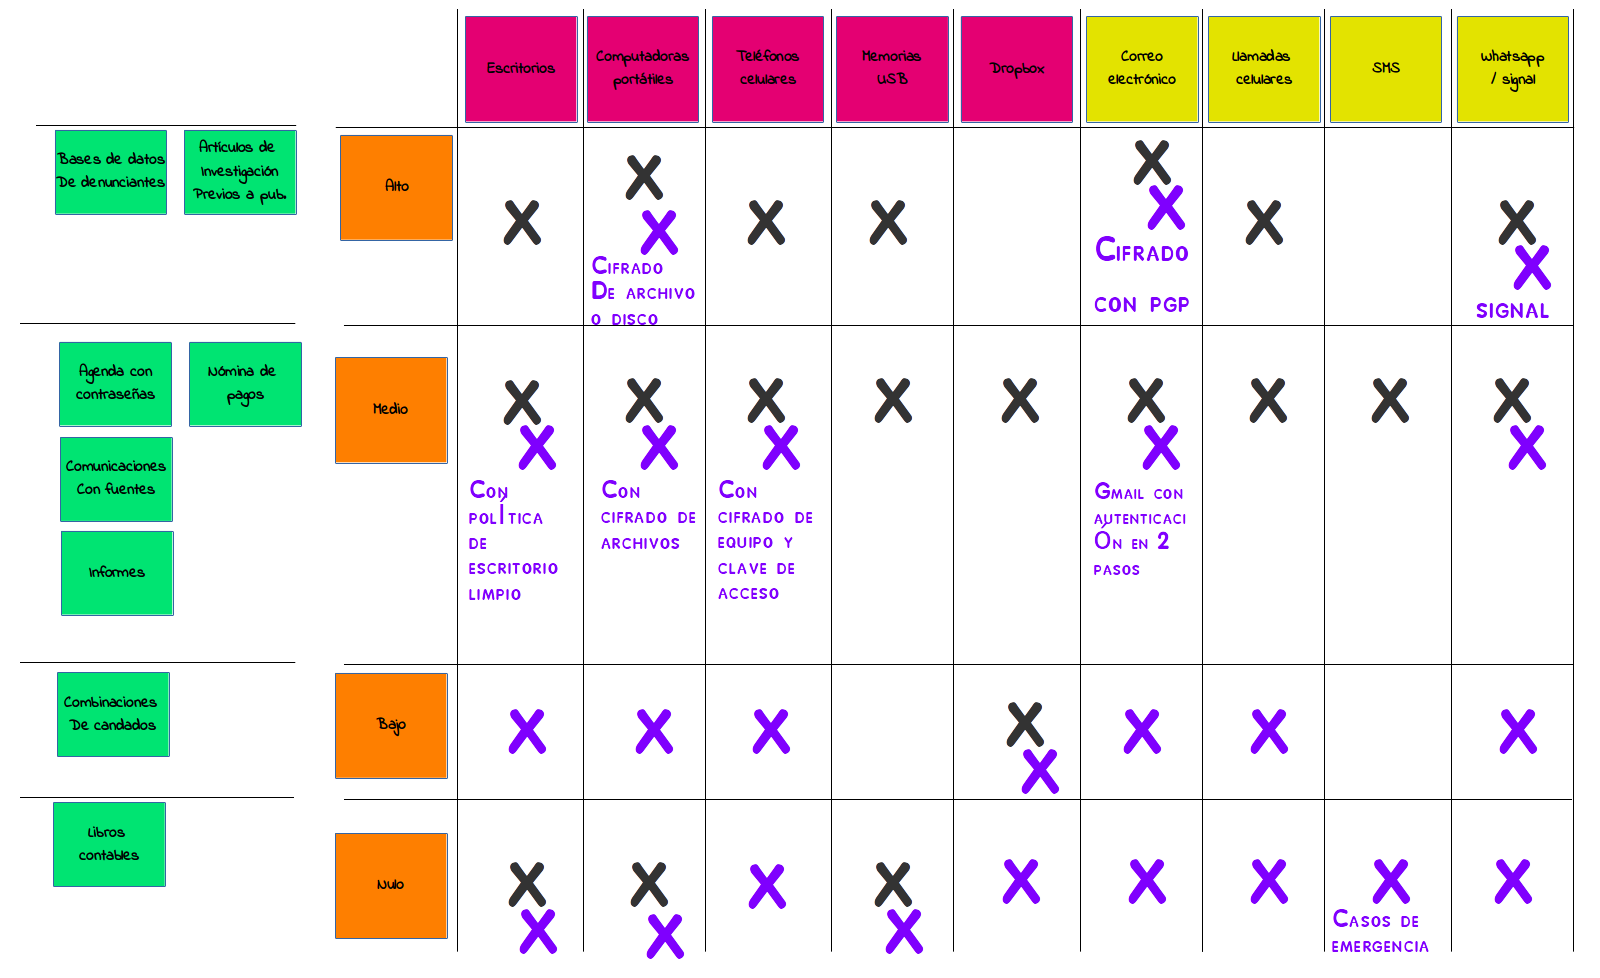 Escritorios
Computadoras
portátiles
Teléfonos
celulares
Memorias
USB
Dropbox
Correo
electrónico
Llamadas
celulares
SMS
Whatsapp
/ signal
Bases de datos
De denunciantes
Artículos de
Investigación
Previos a pub.
Alto
X
X
X
Cifrado
De archivo
o disco
X
X
X
X
Cifrado
con PGP
X
X
X
signal
Agenda con
contraseñas
Nómina de
pagos
Comunicaciones
Con fuentes
Informes
Medio
X
X
Con
polÍtica
de
escritorio
limpio
X
X
Con
cifrado de
archivos
X
X
Con
cifrado de
equipo y
clave de
acceso
X
X
X
X
Gmail con
autenticaci
Ón en 2
pasos
X
X
X
X
Combinaciones
De candados
Bajo
X
X
X
X
X
X
X
X
Libros
contables
Nulo
X
X
X
X
X
X
X
X
X
X
X
Casos de
emergencia
X